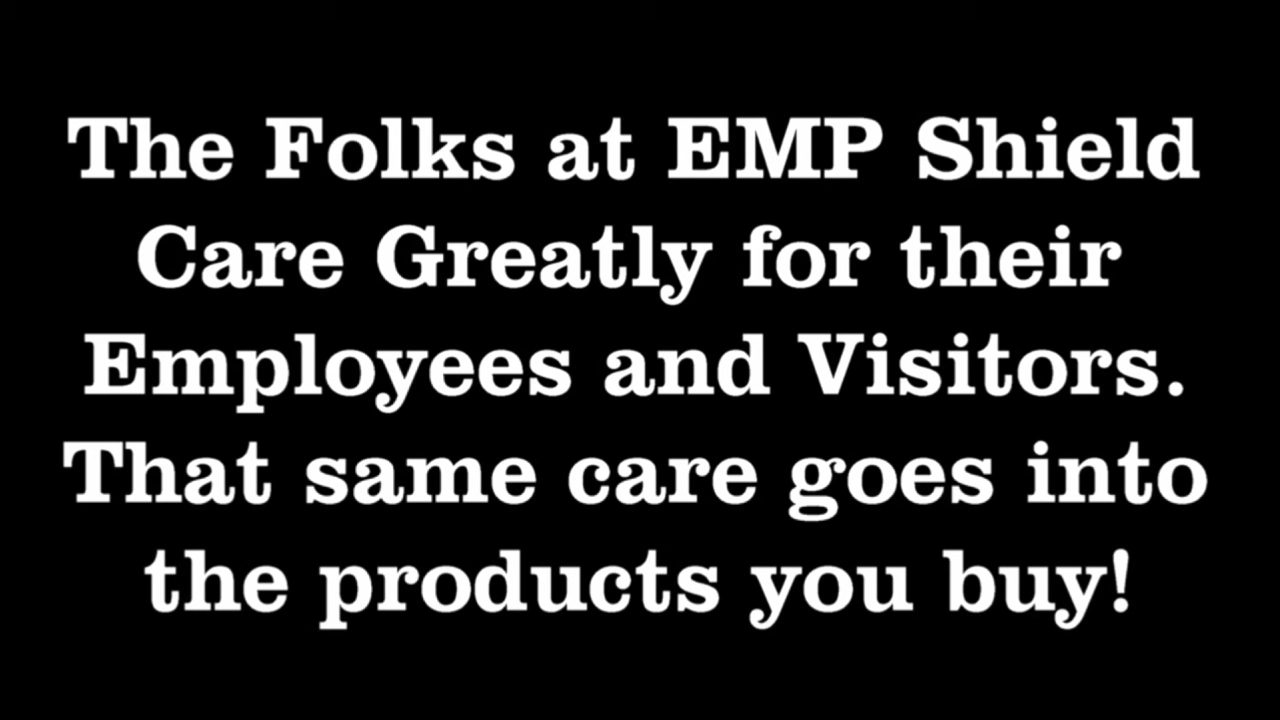 The Folks at EMP Shield
Care Greatly for their
Employees and Visitors.
That same care goes into
the products you buy!